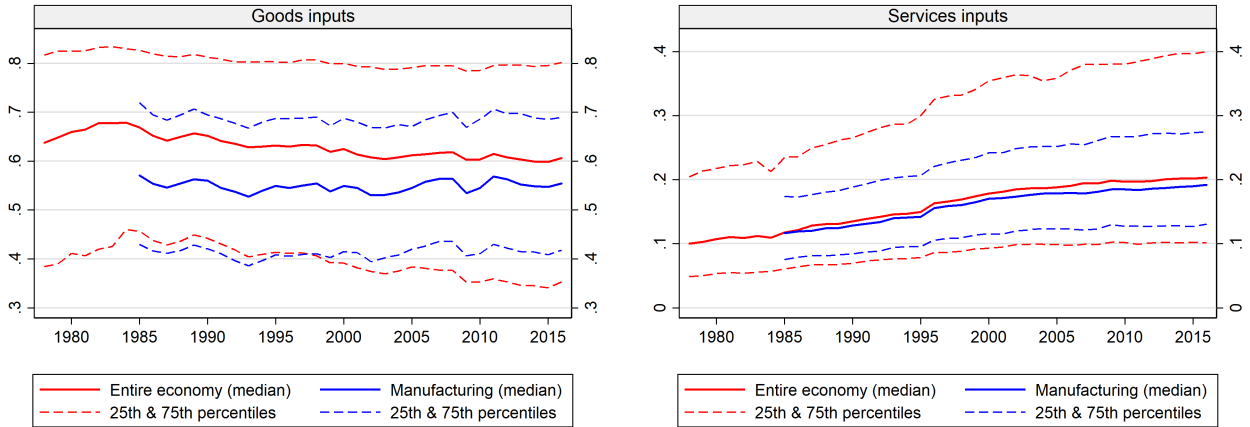 Goods inputs
.8
.7
.6
.5
.4
.3
.8
.7
.6
.5
.4
.3
1980 1985 1990 1995 2000 2005 2010 2015
Entire economy (median) Manufacturing (median)
25th & 75th percentiles 25th & 75th percentiles
Services inputs
.4
.3
.2
.1
0
.4
.3
.2
.1
0
1980 1985 1990 1995 2000 2005 2010 2015
Entire economy (median) Manufacturing (median)
25th & 75th percentiles 25th & 75th percentiles